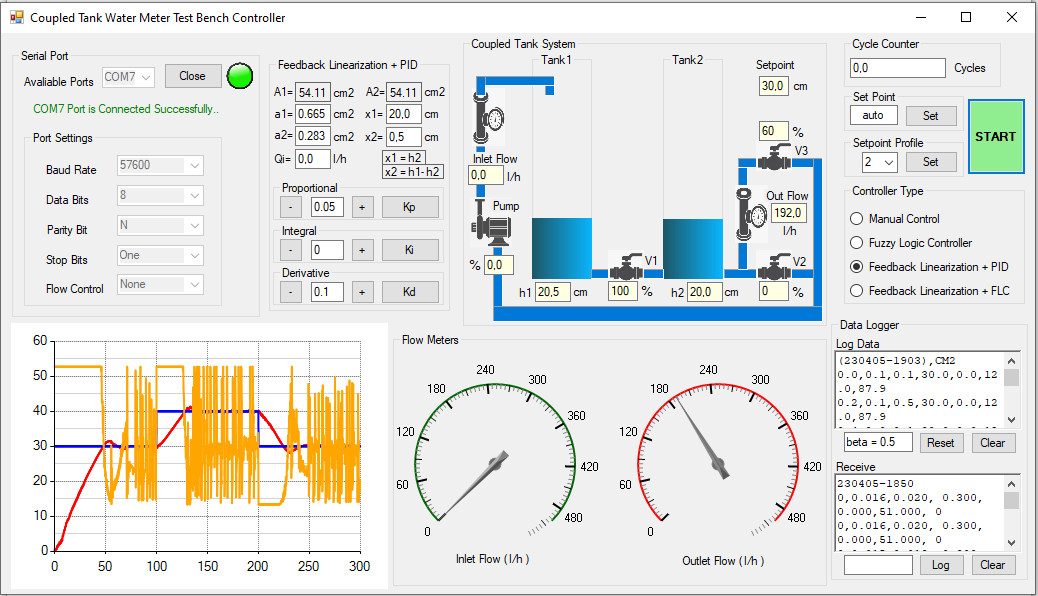 Coupled Tank Water Meter Test Bench Controller
Serial Port
Avaliable Ports COM7 Close
COM7 Port is Connected Successfully..
Port Settings
Baud Rate 57600
Data Bits 8
Parity Bit N
Stop Bits One
Flow Control None
Feedback Linearization + PID
A1= 54.11 cm2 A2= 54.11 cm2
a1= 0.665 cm2 x1= 20,0 cm
a2= 0.283 cm2 x2= 0,5 cm
Qi= 0,0 l/h x1 = h2
x2 = h1-h2
Proportional
- 0.05 + Kp
Integral
- 0 + Ki
Derivative
- 0.1 + Kd
Coupled Tank System
Tank1 Tank2
Setpoint
30,0 cm
60 %
V3
Inlet Flow
0,0 l/h
Pump
% 0,0
Out Flow
192,0
l/h
V1
V2
h1 20,5 cm 100 % h2 20,0 cm 0 %
Cycle Counter
0,0 Cycles
Set Point
auto Set
START
Setpoint Profile
2 Set
Controller Type
Manual Control
Fuzzy Logic Controller
Feedback Linearization + PID
Feedback Linearization + FLC
60
50
40
30
20
10
0
0 50 100 150 200 250 300
Flow Meters
0 60 120 180 240 300 360 420 480
Inlet Flow ( l/h )
0 60 120 180 240 300 360 420 480
Outlet Flow ( l/h )
Data Logger
Log Data
(230405-1903),CM2
0.0,0.1,0.1,30.0,0.0,12
.0,87.9
0.2,0.1,0.5,30.0,0.0,12
.0,87.9
beta = 0.5 Reset Clear
Receive
230405-1850
0,0.016,0.020, 0.300,
0.000,51.000, 0
0,0.016,0.020, 0.300,
0.000,51.000, 0
Log Clear